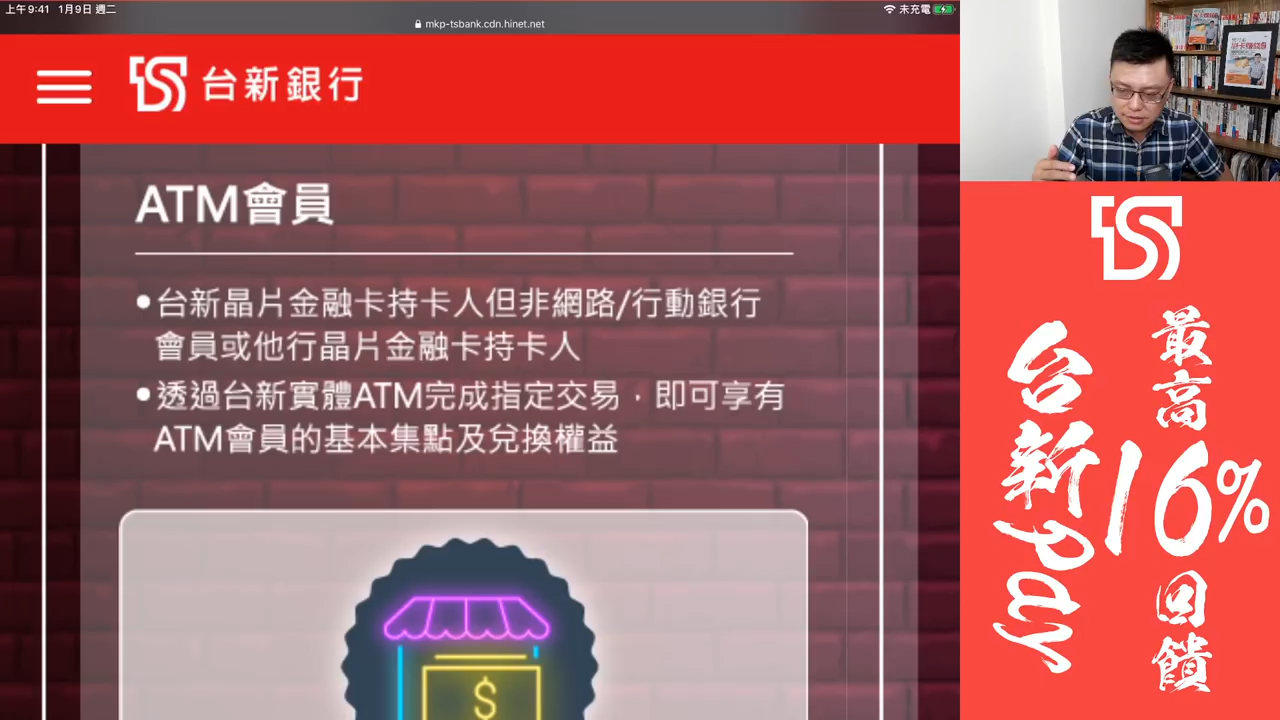 上午9:41 1月9日 週二
未充電
mkp-tsbank.cdn.hinet.net
台新銀行
ATM會員
●台新晶片金融卡持卡人但非網路/行動銀行
會員或他行晶片金融卡持卡人
●透過台新實體ATM完成指定交易，即可享有
ATM會員的基本集點及兌換權益
$
最高16%回饋
台新Pay